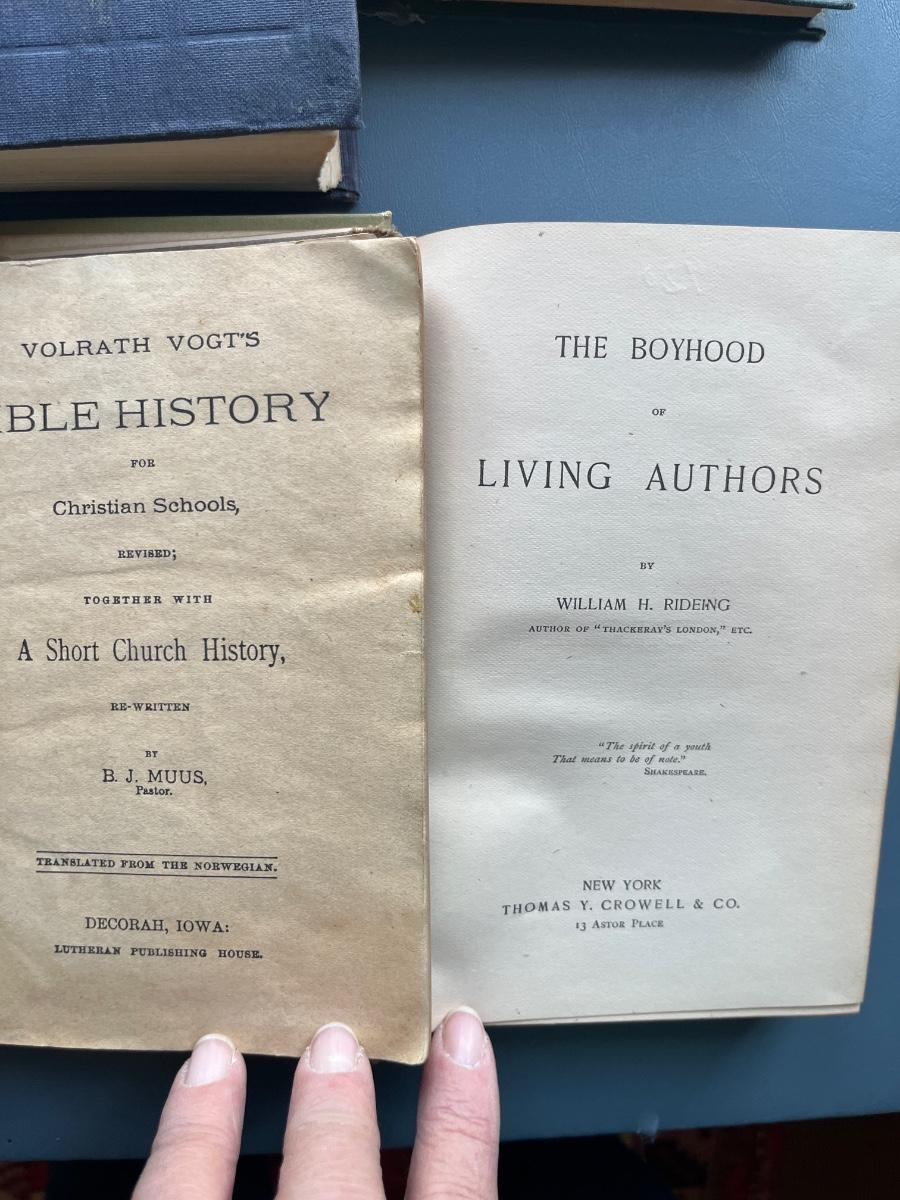 VOLRATH VOGT'S
IBLE HISTORY
FOR
Christian Schools,
REVISED;
TOGETHER WITH
A Short Church History,
RE-WRITTEN
BY
B. J. MUUS,
Pastor.
TRANSLATED FROM THE NORWEGIAN.
DECORAH, IOWA:
LUTHERAN PUBLISHING HOUSE.
THE BOYHOOD
OF
LIVING AUTHORS
BY
WILLIAM H. RIDEING
AUTHOR OF "THACKERAY'S LONDON," ETC.
"The spirit of a youth
That means to be of note."
SHAKESPEARE.
NEW YORK
THOMAS Y. CROWELL & CO.
13 ASTOR PLACE